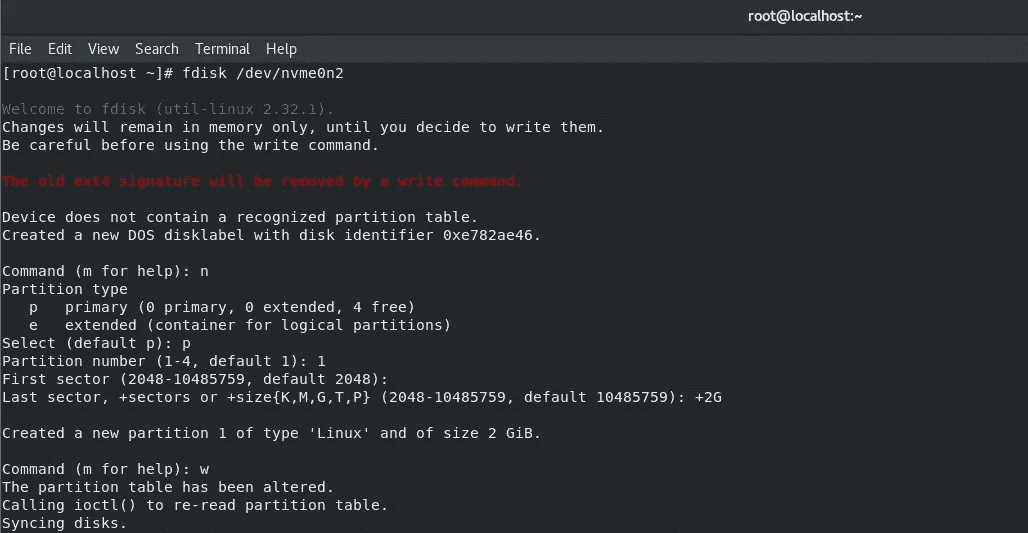 root@localhost:~
File Edit View Search Terminal Help
[root@localhost ~]# fdisk /dev/nvme0n2
Welcome to fdisk (util-linux 2.32.1).
Changes will remain in memory only, until you decide to write them.
Be careful before using the write command.
The old ext4 signature will be removed by a write command.
Device does not contain a recognized partition table.
Created a new DOS disklabel with disk identifier 0xe782ae46.
Command (m for help): n
Partition type
   p   primary (0 primary, 0 extended, 4 free)
   e   extended (container for logical partitions)
Select (default p): p
Partition number (1-4, default 1): 1
First sector (2048-10485759, default 2048):
Last sector, +sectors or +size{K,M,G,T,P} (2048-10485759, default 10485759): +2G
Created a new partition 1 of type 'Linux' and of size 2 GiB.
Command (m for help): w
The partition table has been altered.
Calling ioctl() to re-read partition table.
Syncing disks.